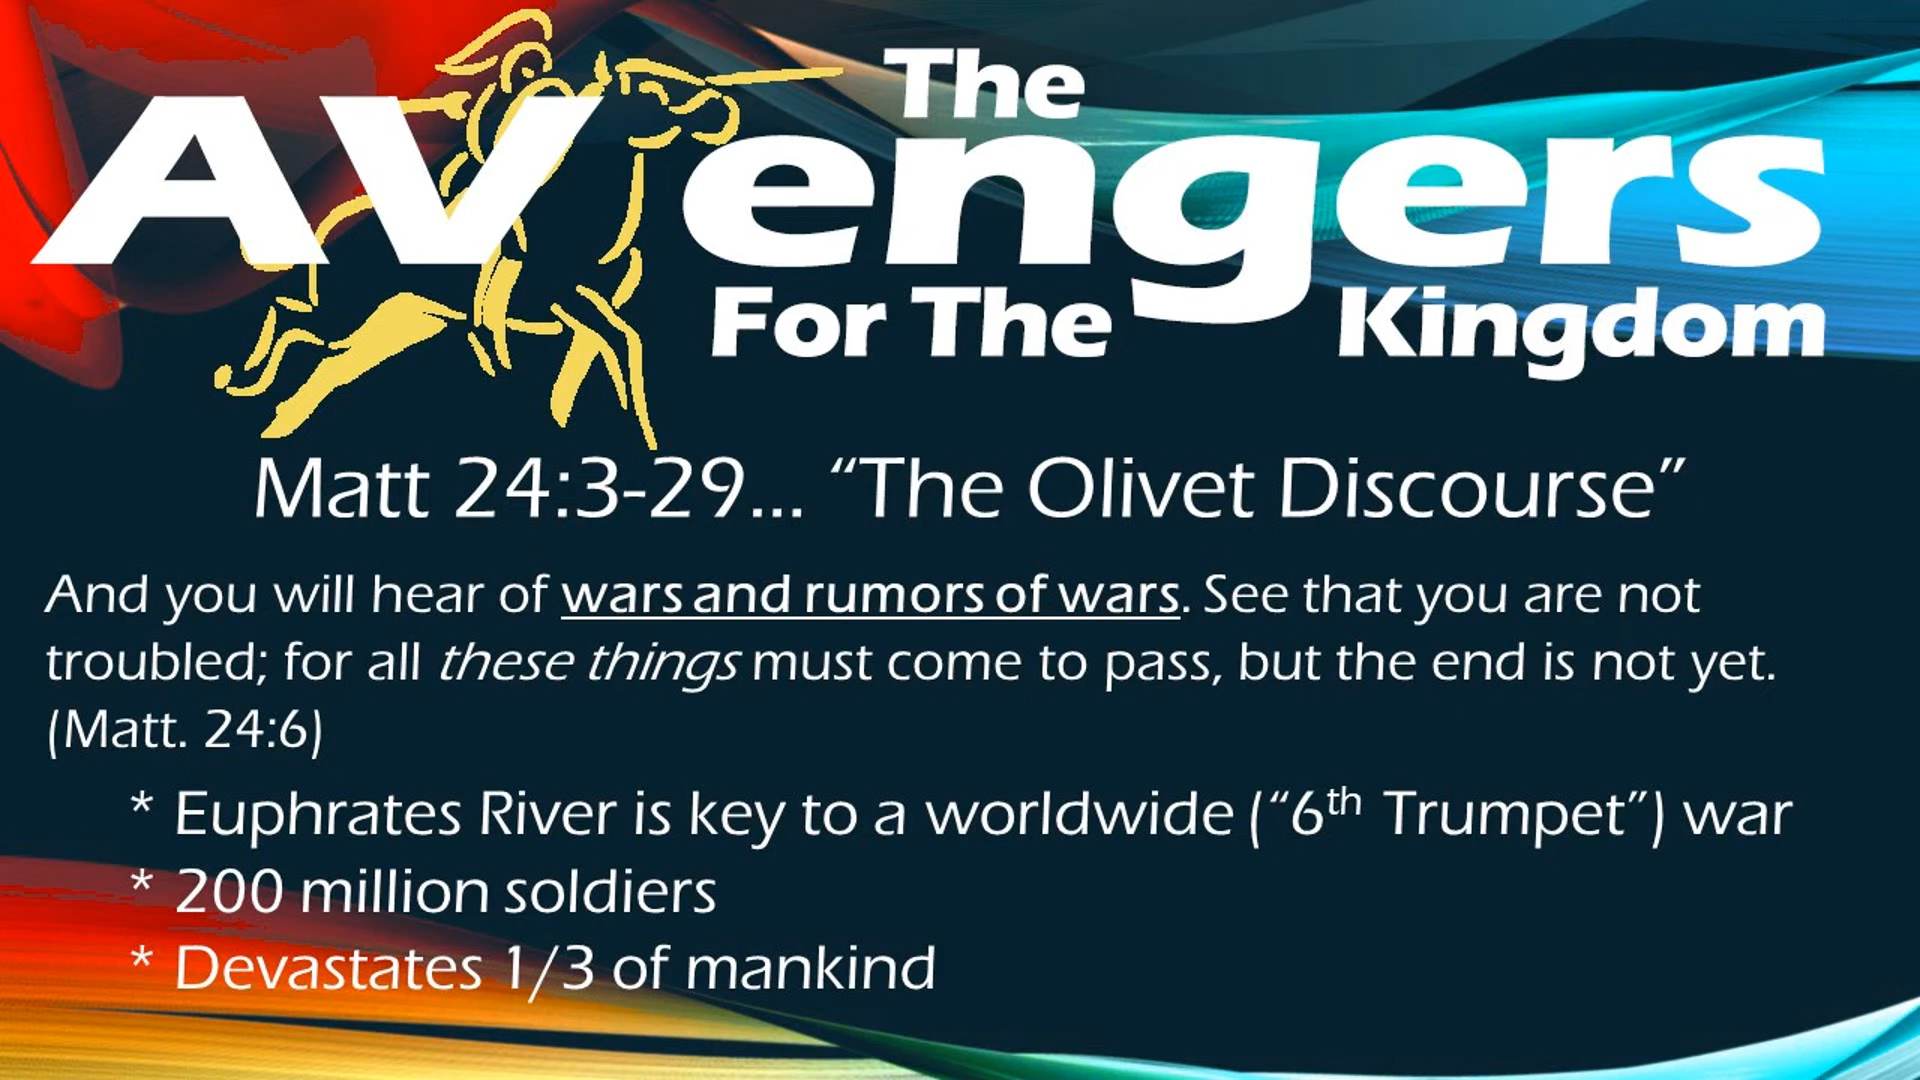 The
AVengers
For The Kingdom
Matt 24:3-29... “The Olivet Discourse”
And you will hear of wars and rumors of wars. See that you are not
troubled; for all these things must come to pass, but the end is not yet.
(Matt. 24:6)
* Euphrates River is key to a worldwide (“6th Trumpet”) war
* 200 million soldiers
* Devastates 1/3 of mankind